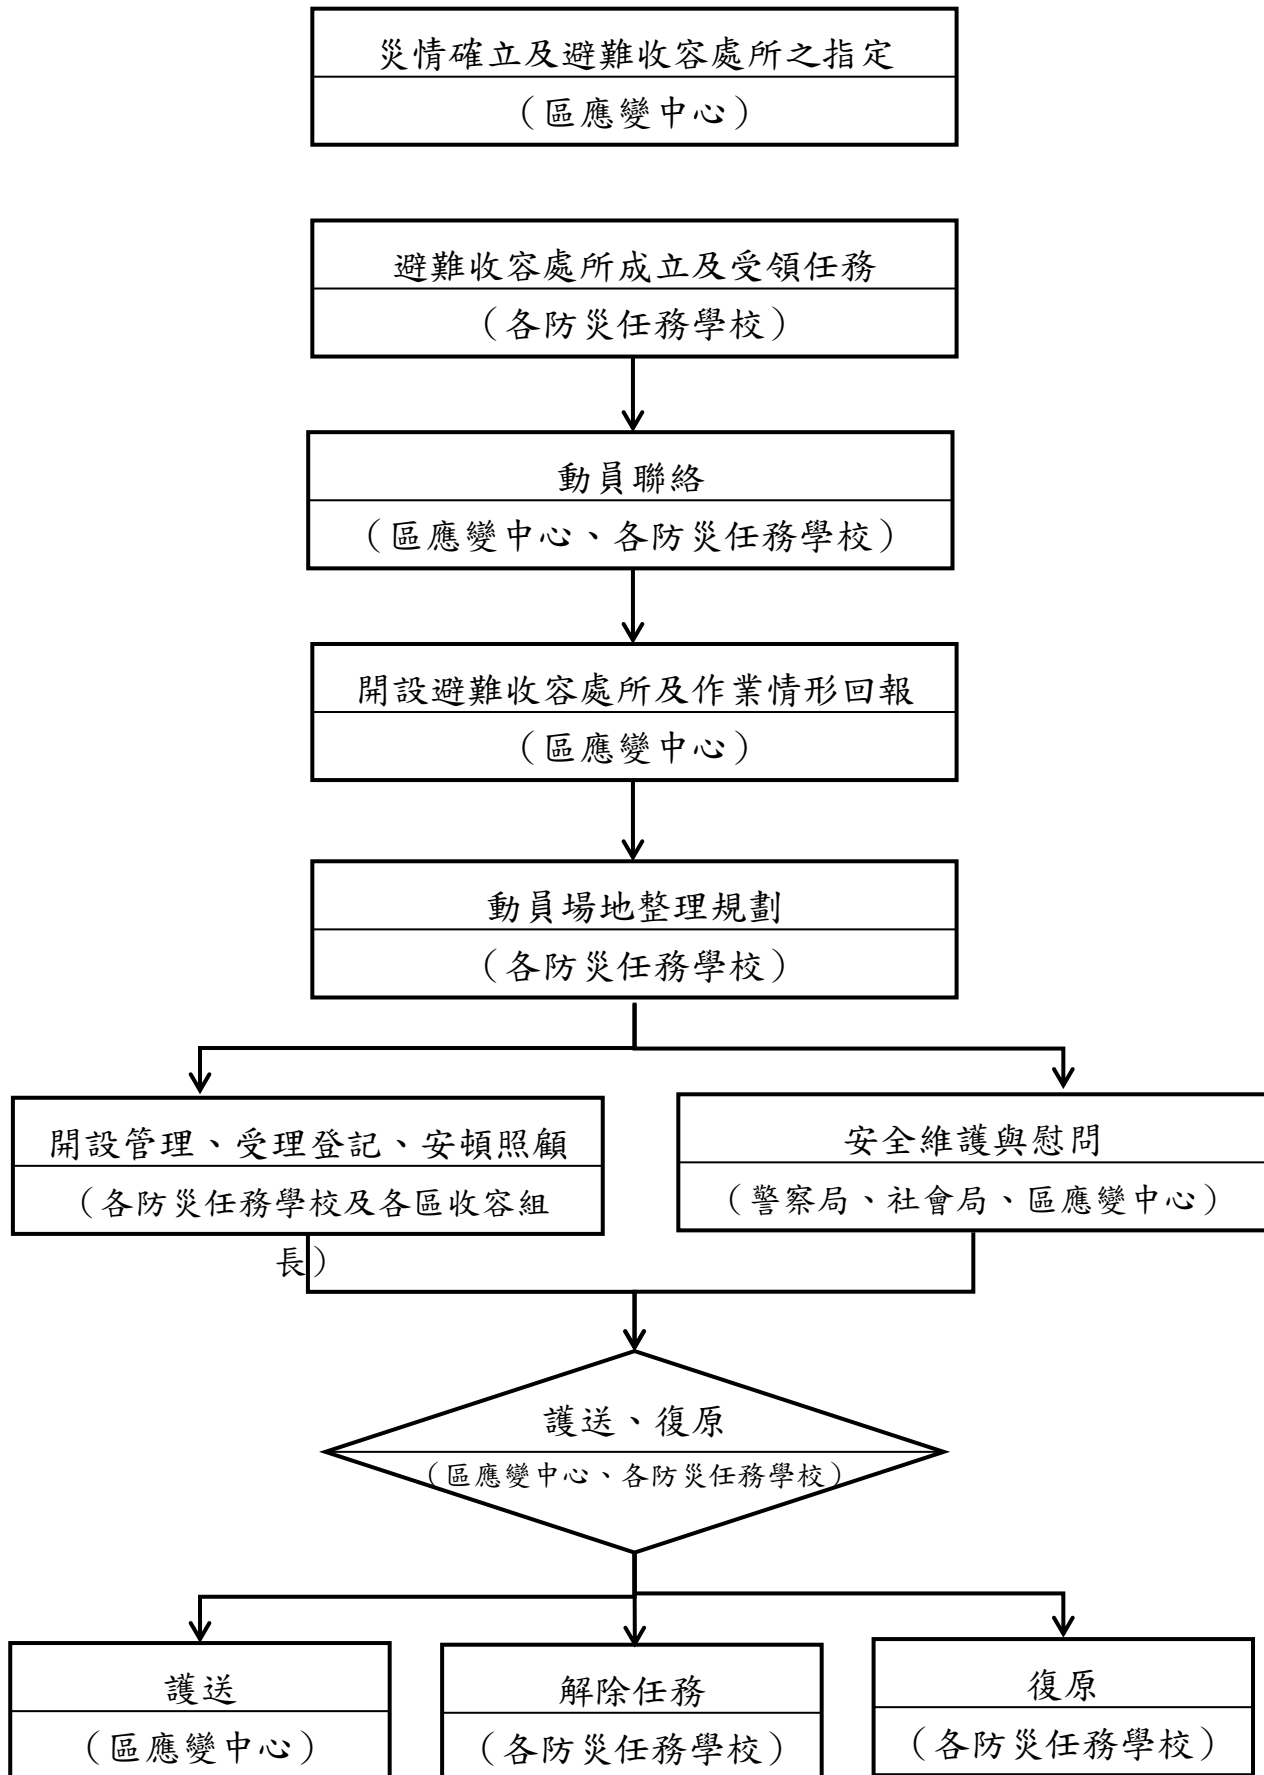 災情確立及避難收容處所之指定
（區應變中心）
避難收容處所成立及受領任務
（各防災任務學校）
動員聯絡
（區應變中心、各防災任務學校）
開設避難收容處所及作業情形回報
（區應變中心）
動員場地整理規劃
（各防災任務學校）
開設管理、受理登記、安頓照顧
（各防災任務學校及各區收容組
長）
安全維護與慰問
（警察局、社會局、區應變中心）
護送、復原
（區應變中心、各防災任務學校）
護送
（區應變中心）
解除任務
（各防災任務學校）
復原
（各防災任務學校）